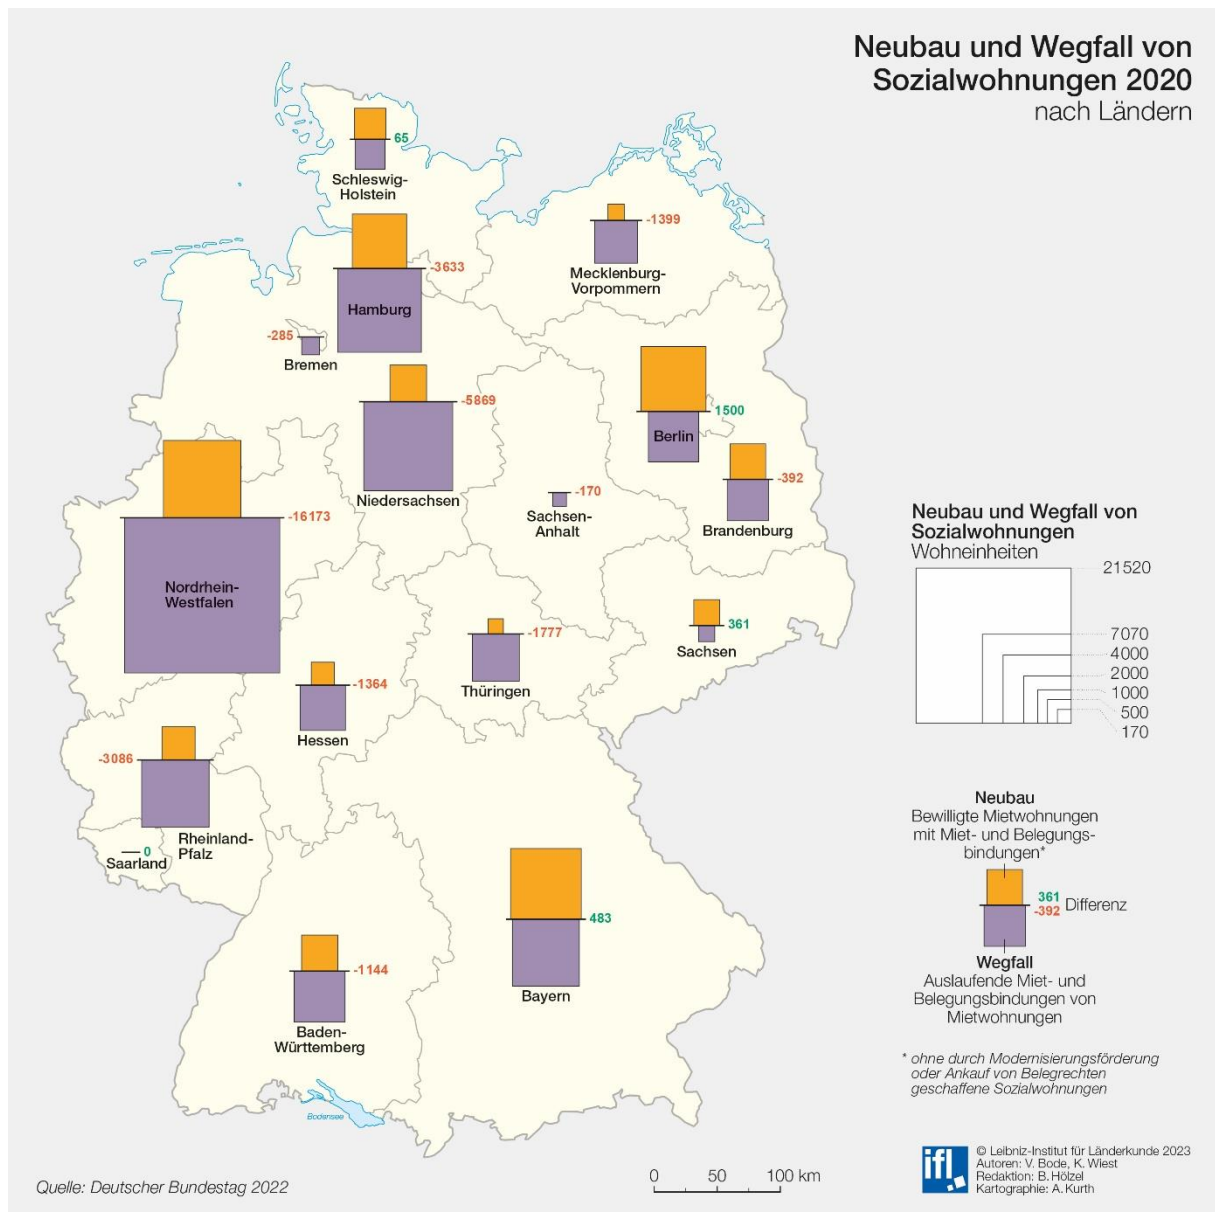 Neubau und Wegfall von
Sozialwohnungen 2020
nach Ländern
65
Schleswig-
Holstein
-1399
Mecklenburg-
Vorpommern
-3633
Hamburg
-285
Bremen
-5869
Niedersachsen
1500
Berlin
-392
Brandenburg
-170
Sachsen-
Anhalt
-16173
Nordrhein-
Westfalen
361
Sachsen
-1777
Thüringen
-1364
Hessen
-3086
Rheinland-
Pfalz
0
Saarland
483
Bayern
-1144
Baden-
Württemberg
Bodensee
Neubau und Wegfall von
Sozialwohnungen
Wohneinheiten
21520
7070
4000
2000
1000
500
170
Neubau
Bewilligte Mietwohnungen
mit Miet- und Belegungs-
bindungen*
361
-392
Differenz
Wegfall
Auslaufende Miet- und
Belegungsbindungen von
Mietwohnungen
* ohne durch Modernisierungsförderung
oder Ankauf von Belegrechten
geschaffene Sozialwohnungen
Quelle: Deutscher Bundestag 2022
0 50 100 km
ifl
© Leibniz-Institut für Länderkunde 2023
Autoren: V. Bode, K. Wiest
Redaktion: B. Hölzel
Kartographie: A. Kurth